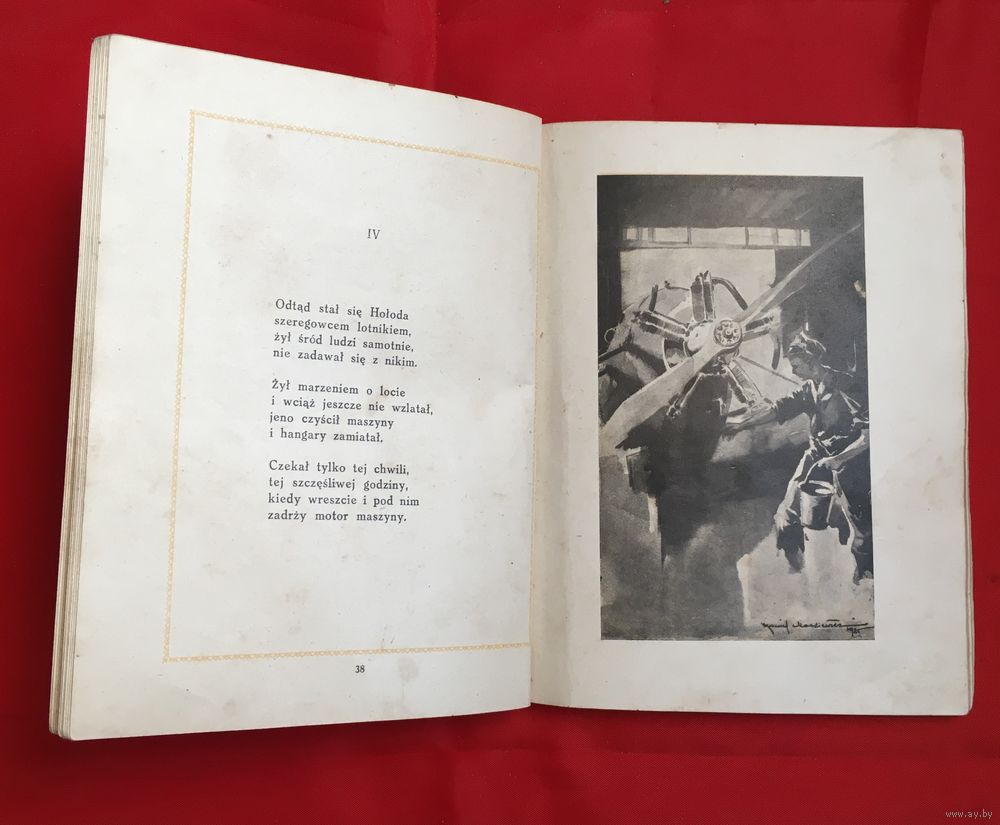 IV
Odtąd stał się Hołoda
szeregowcem lotnikiem,
żył śród ludzi samotnie,
nie zadawał się z nikim.
Żył marzeniem o locie
i wciąż jeszcze nie wzlatał,
jeno czyścił maszyny
i hangary zamiatał.
Czekał tylko tej chwili,
tej szczęśliwej godziny,
kiedy wreszcie i pod nim
zadrży motor maszyny.
38
www.ay.by